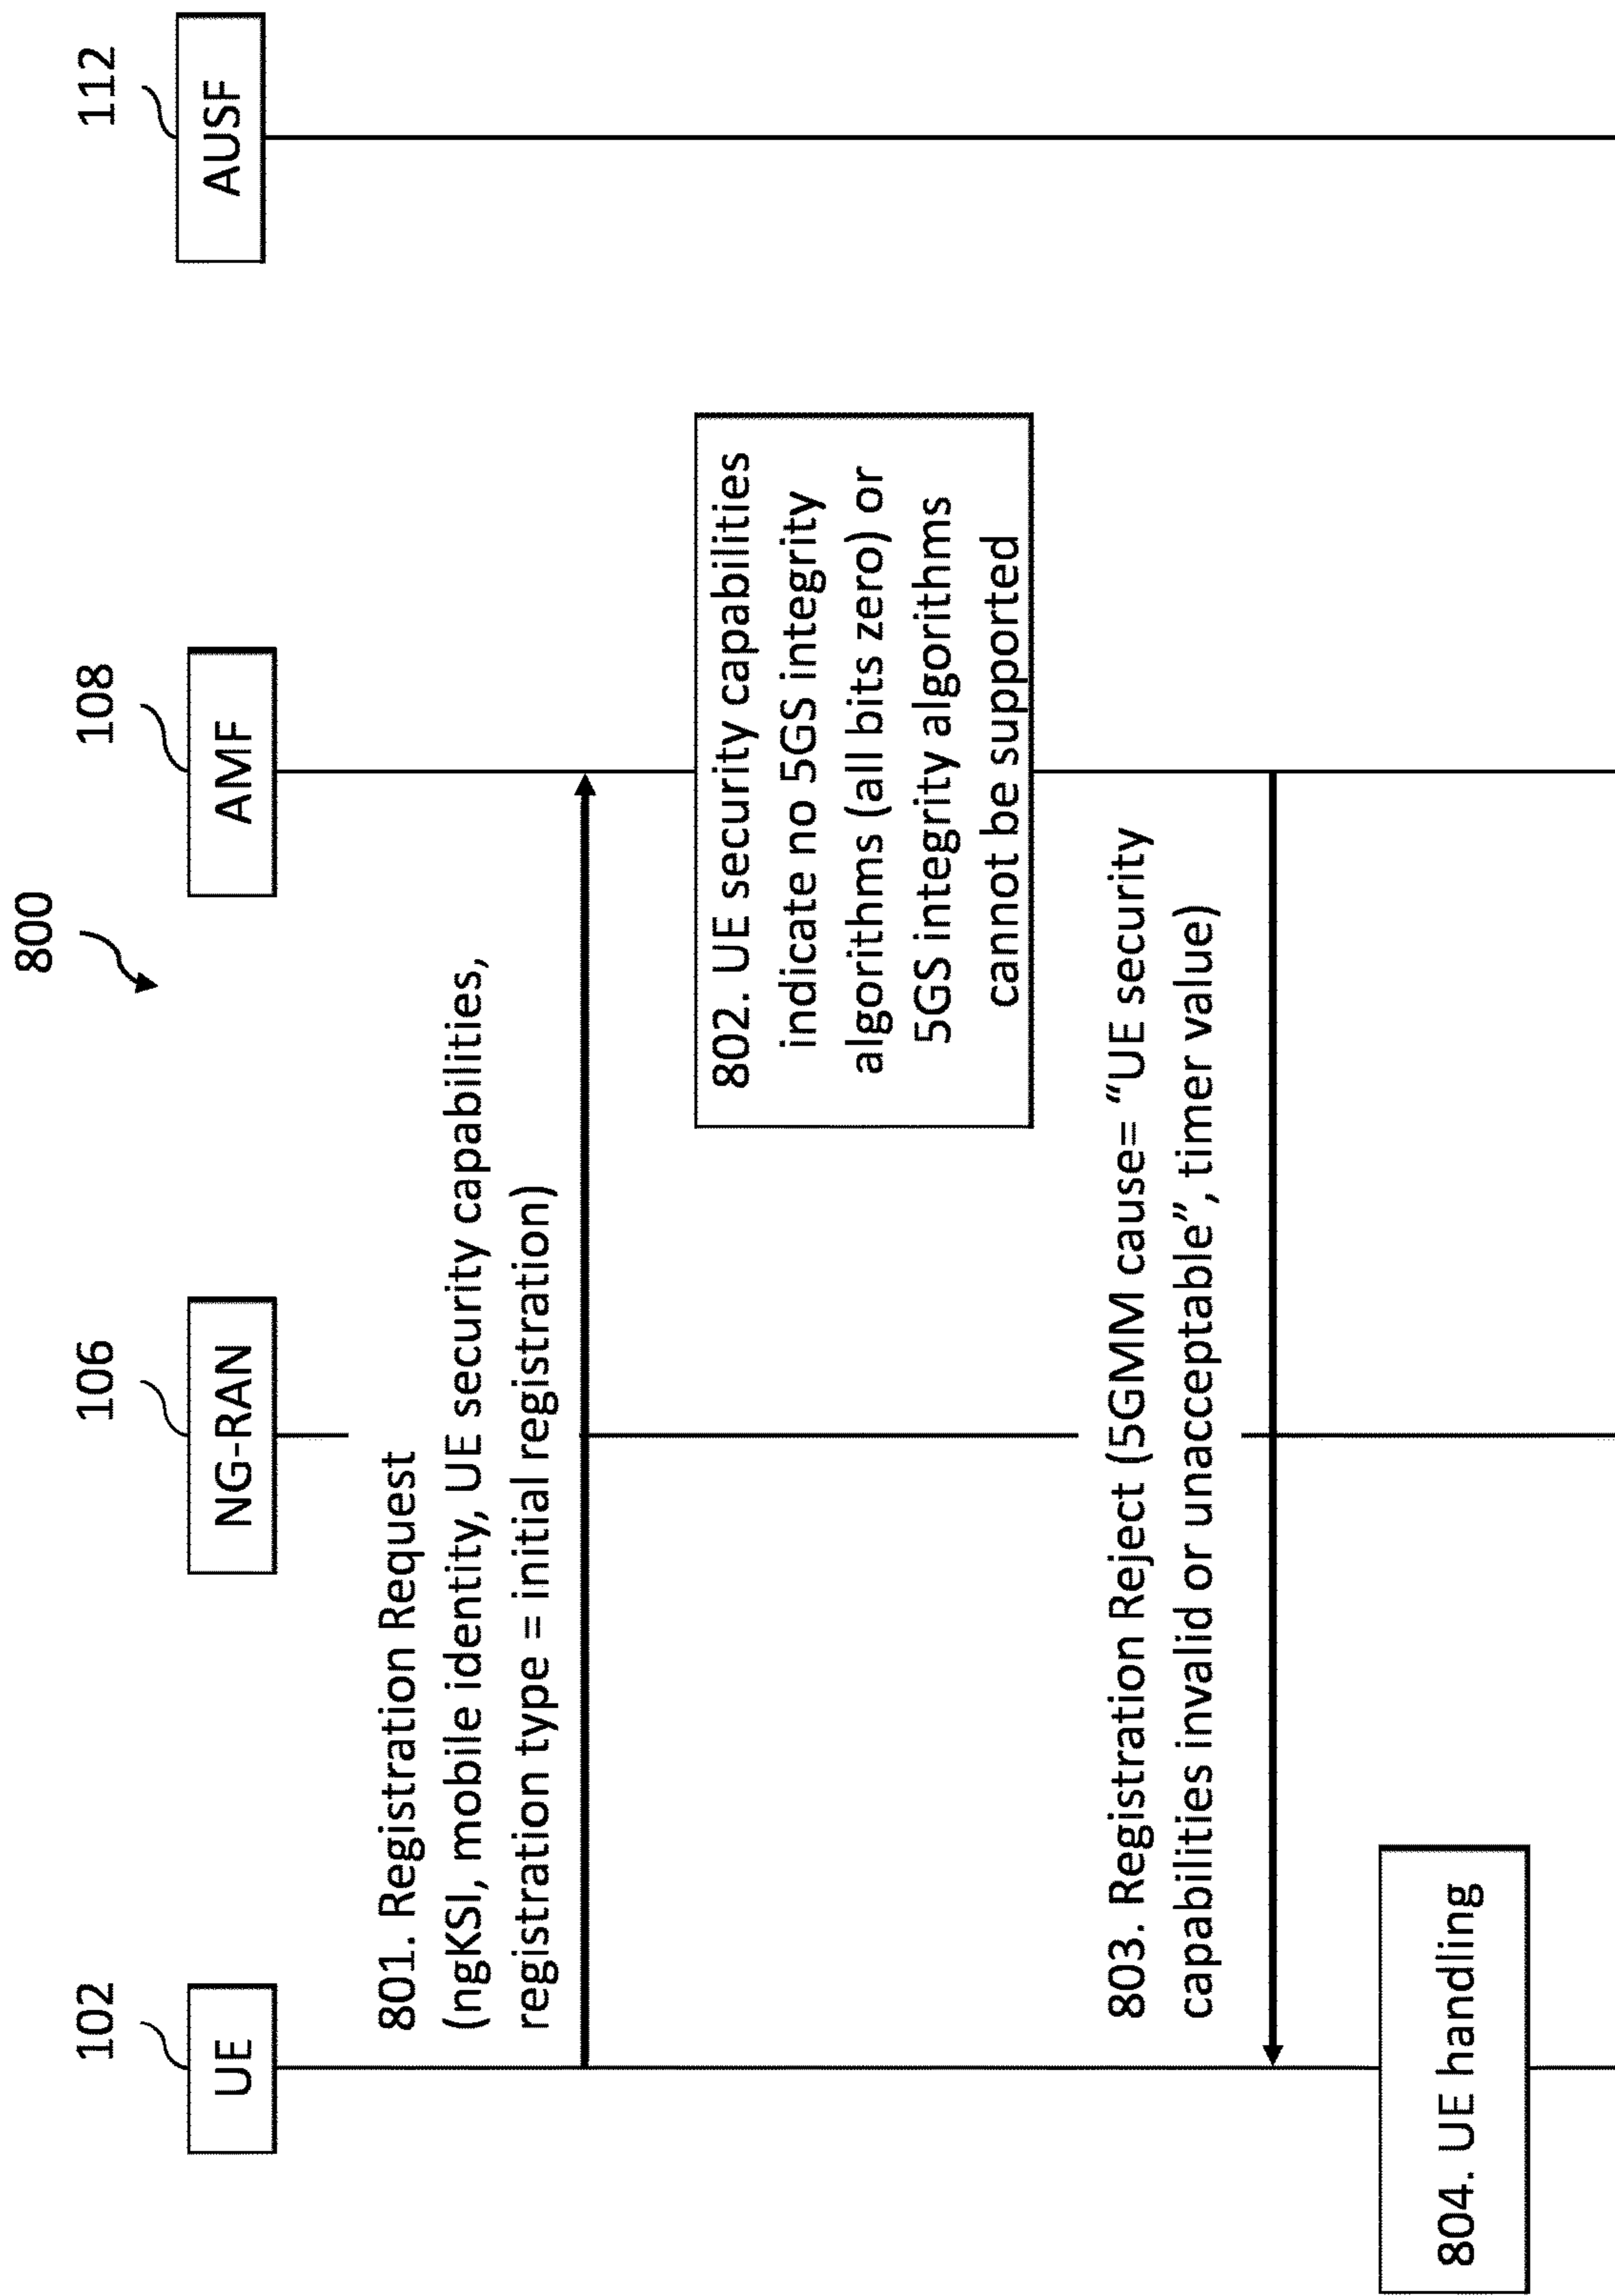 800
102
106
108
112
UE
NG-RAN
AMF
AUSF
801. Registration Request
(ngKSI, mobile identity, UE security capabilities,
registration type = initial registration)
802. UE security capabilities
indicate no 5GS integrity
algorithms (all bits zero) or
5GS integrity algorithms
cannot be supported
803. Registration Reject (5GMM cause= “UE security
capabilities invalid or unacceptable”, timer value)
804. UE handling